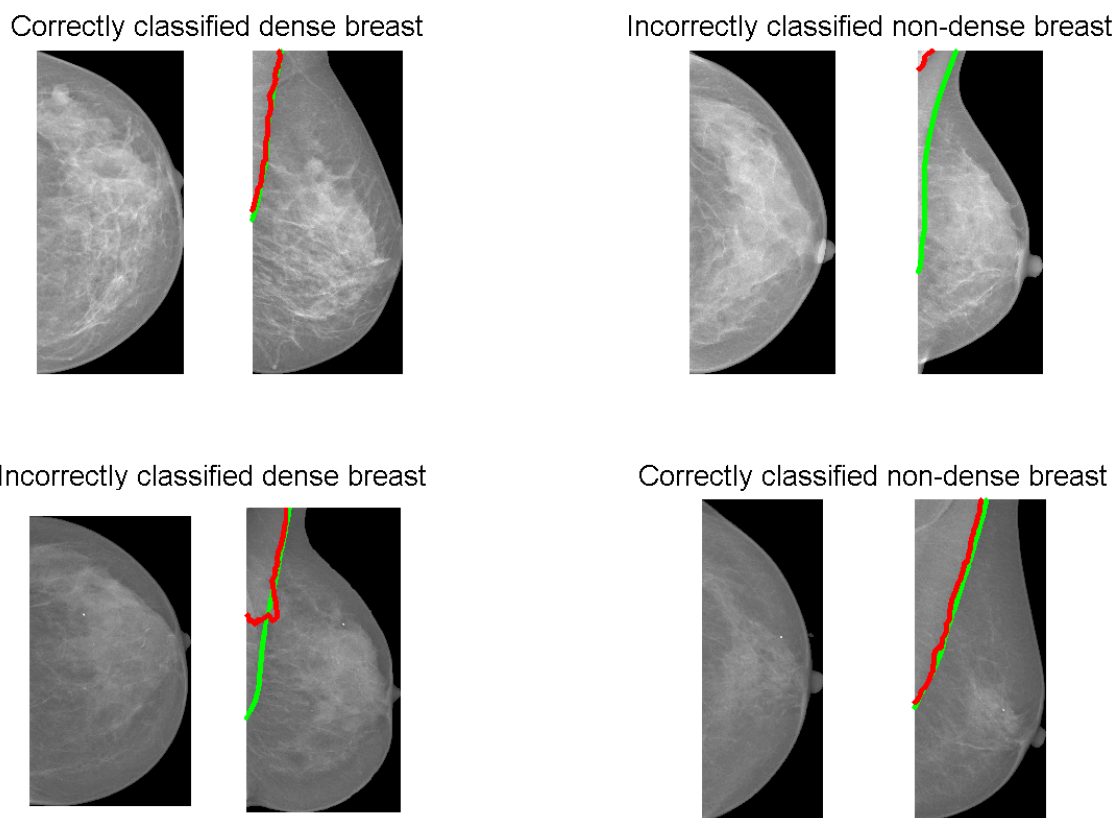 Correctly classified dense breast
Incorrectly classified non-dense breast
Incorrectly classified dense breast
Correctly classified non-dense breast